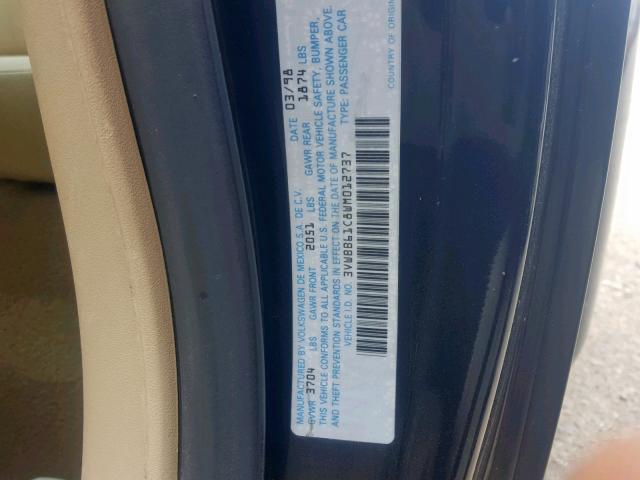 MANUFACTURED BY VOLKSWAGEN DE MEXICO S.A. DE C.V. DATE 03/98
GVWR 3704 LBS GAWR FRONT 2051 LBS GAWR REAR 1874 LBS
THIS VEHICLE CONFORMS TO ALL APPLICABLE U.S. FEDERAL MOTOR VEHICLE SAFETY, BUMPER,
AND THEFT PREVENTION STANDARDS IN EFFECT ON THE DATE OF MANUFACTURE SHOWN ABOVE.
VEHICLE I.D. NO. 3VWBB61C8WM012737 TYPE: PASSENGER CAR
COUNTRY OF ORIGIN